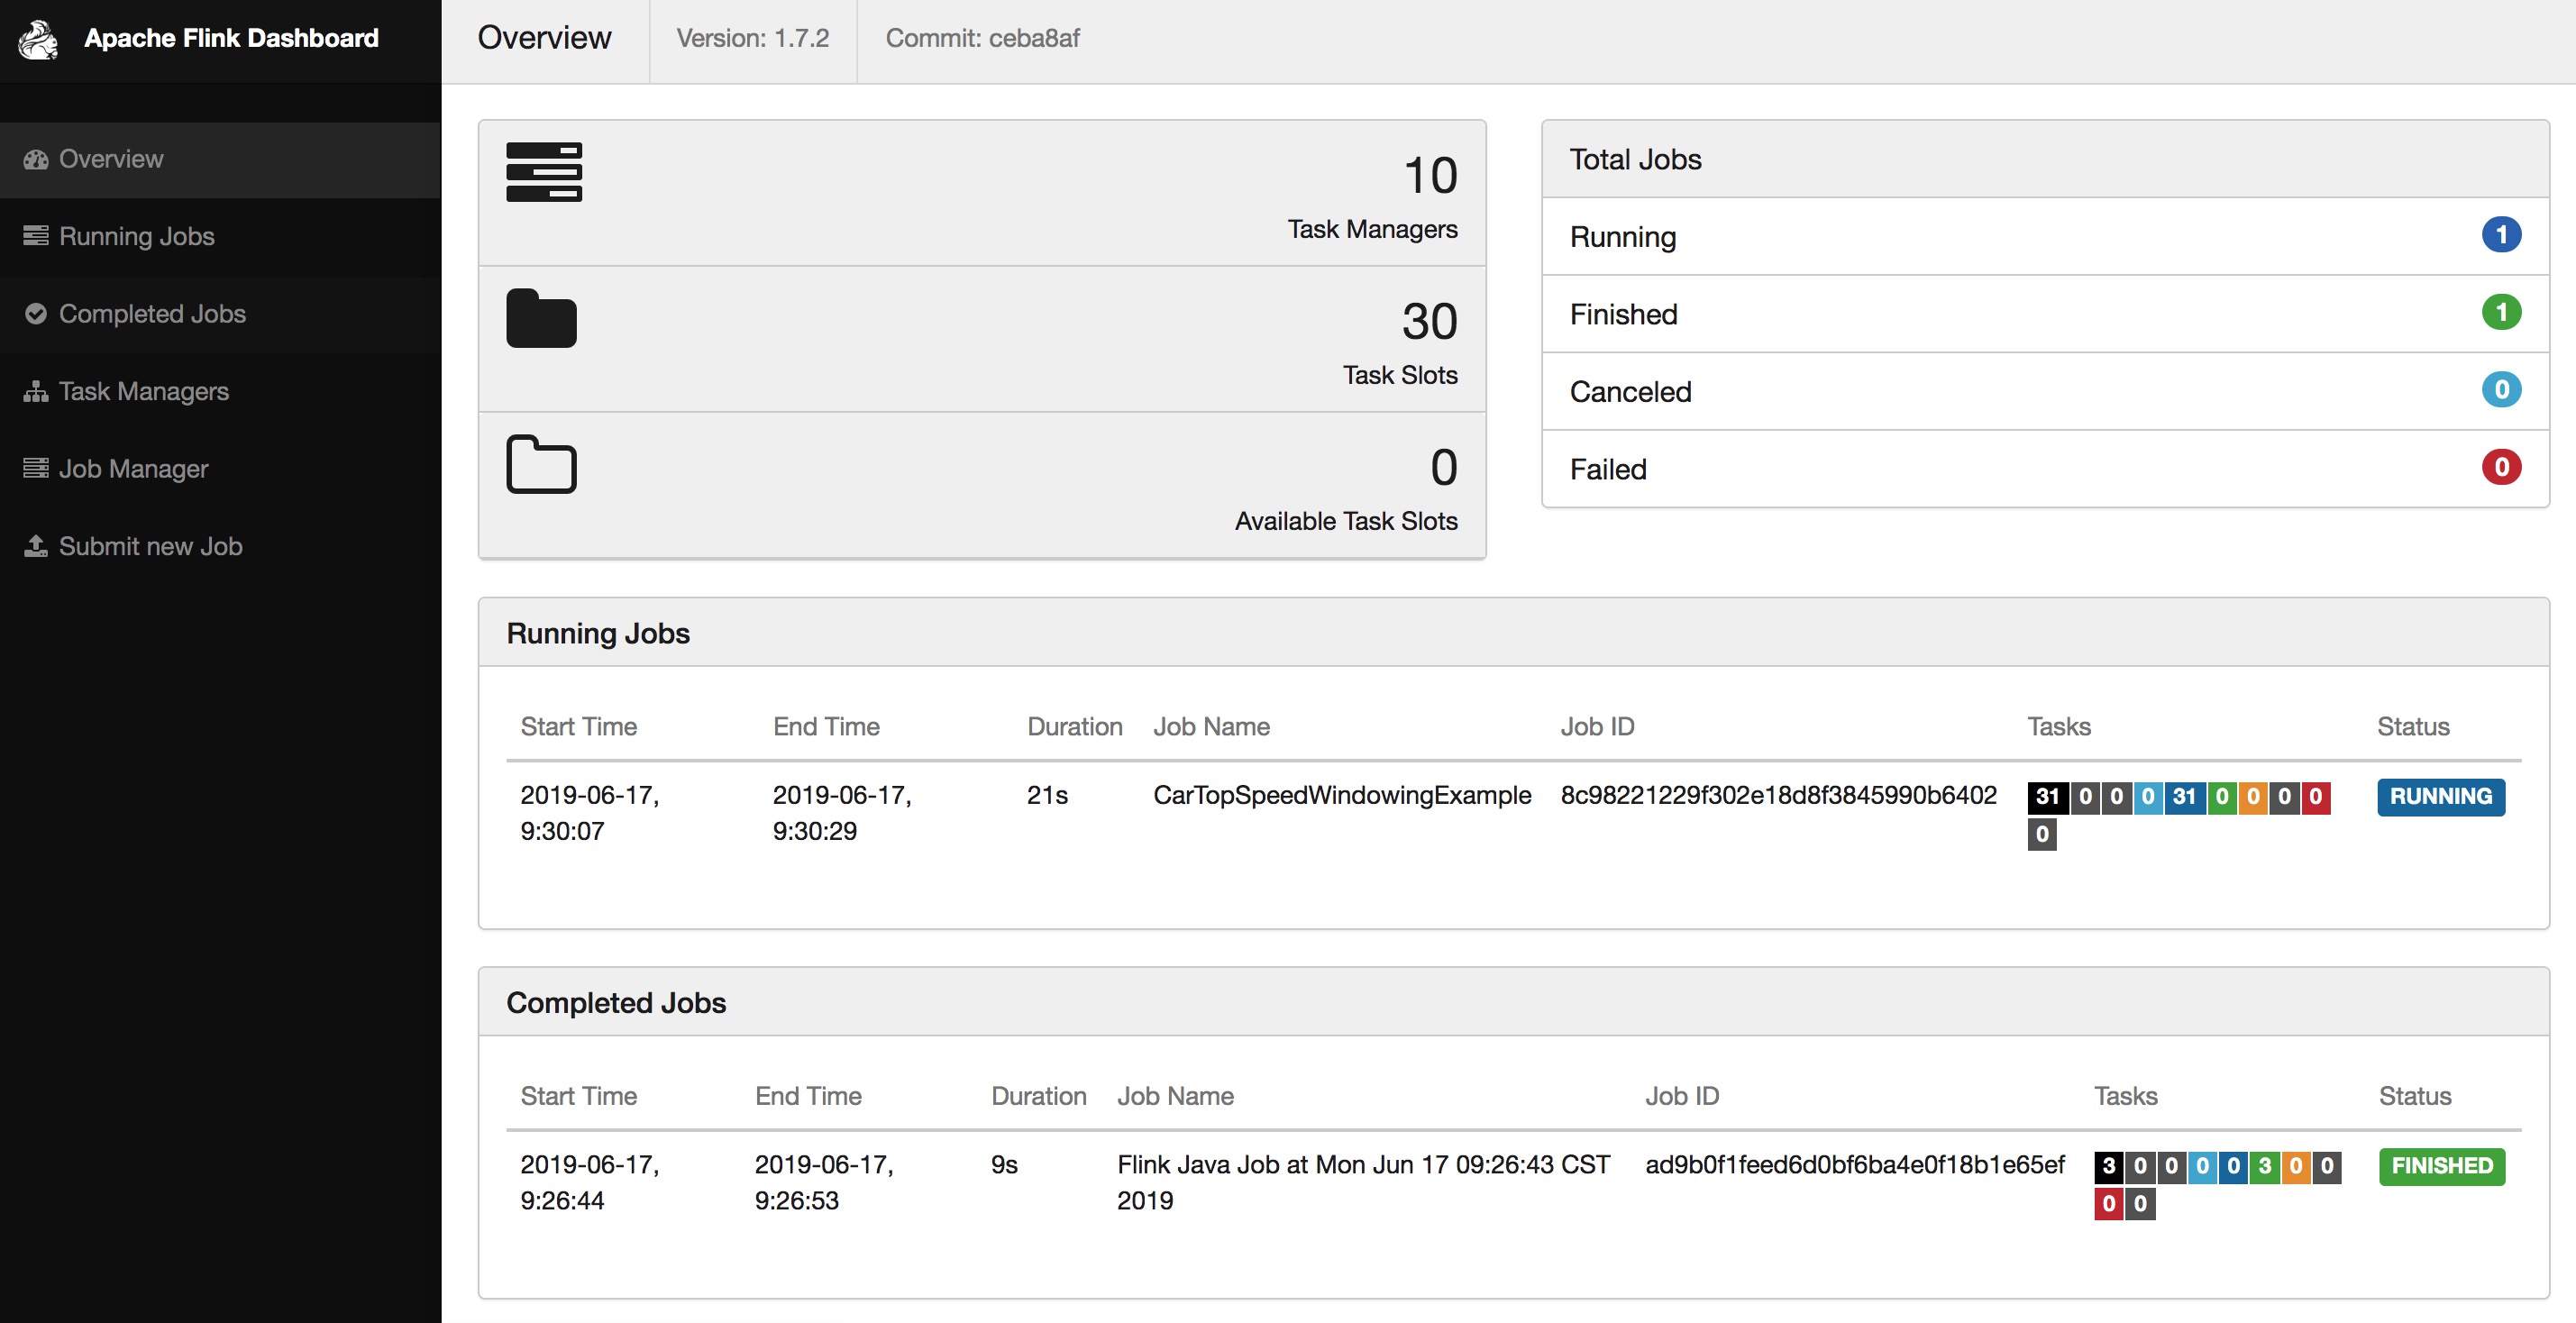 Apache Flink Dashboard
Overview
Version: 1.7.2
Commit: ceba8af
Overview
Running Jobs
Completed Jobs
Task Managers
Job Manager
Submit new Job
10
Task Managers
30
Task Slots
0
Available Task Slots
Total Jobs
Running 1
Finished 1
Canceled 0
Failed 0
Running Jobs
Start Time End Time Duration Job Name Job ID Tasks Status
2019-06-17, 2019-06-17, 21s CarTopSpeedWindowingExample 8c98221229f302e18d8f3845990b6402 31 0 0 0 31 0 0 0 0 RUNNING
9:30:07 9:30:29 0
Completed Jobs
Start Time End Time Duration Job Name Job ID Tasks Status
2019-06-17, 2019-06-17, 9s Flink Java Job at Mon Jun 17 09:26:43 CST ad9b0f1feed6d0bf6ba4e0f18b1e65ef 3 0 0 0 0 3 0 0 FINISHED
9:26:44 9:26:53 2019 0 0